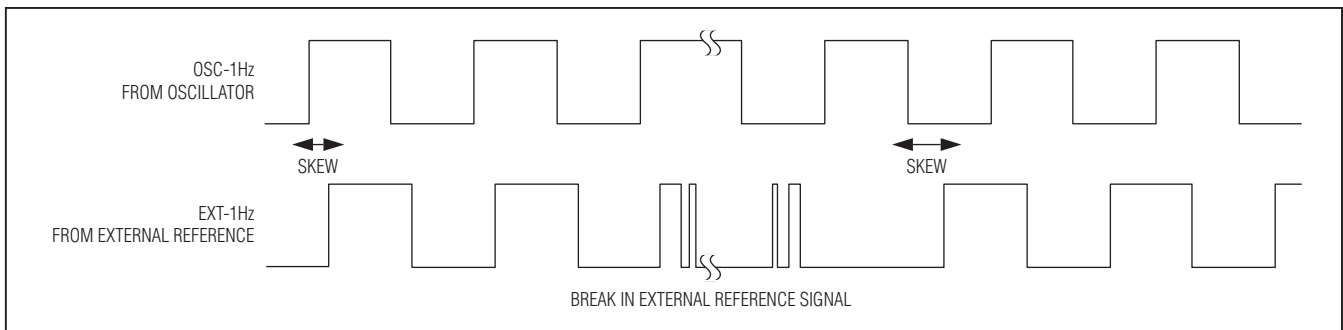 OSC-1Hz
FROM OSCILLATOR
SKEW
SKEW
EXT-1Hz
FROM EXTERNAL REFERENCE
BREAK IN EXTERNAL REFERENCE SIGNAL